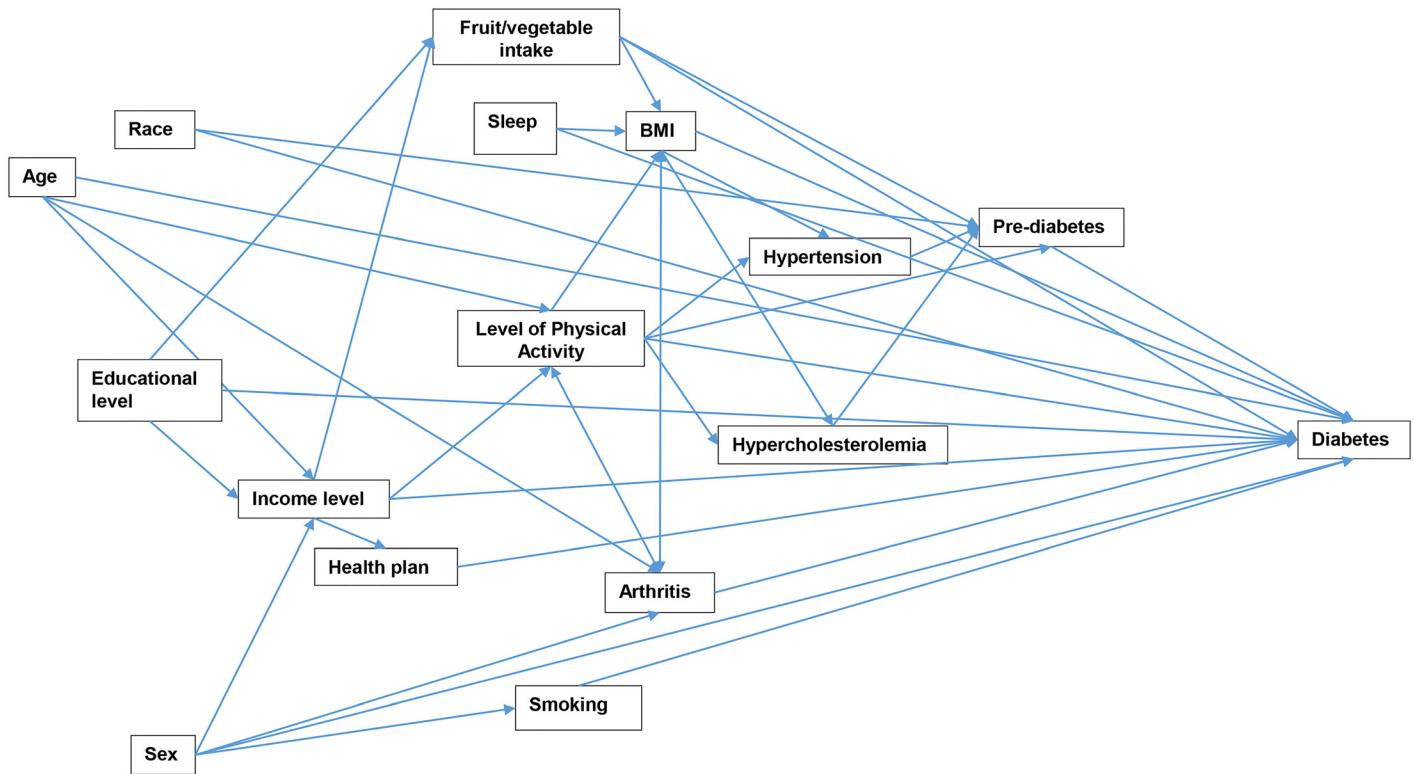 Fruit/vegetable
intake
Race
Sleep
BMI
Age
Pre-diabetes
Hypertension
Level of Physical
Activity
Educational
level
Hypercholesterolemia
Diabetes
Income level
Health plan
Arthritis
Smoking
Sex